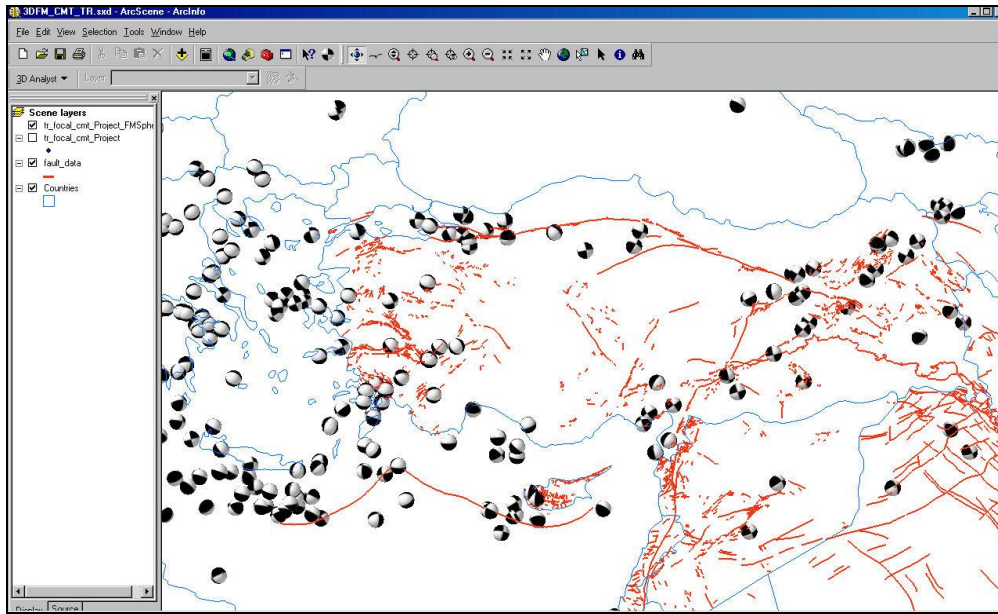 3DFM_CMT_TR.sxd - ArcScene - ArcInfo
File Edit View Selection Tools Window Help
3D Analyst Layer:
Scene layers
tr_focal_cmt_Project_FMSphe
tr_focal_cmt_Project
fault_data
Countries
Display Source